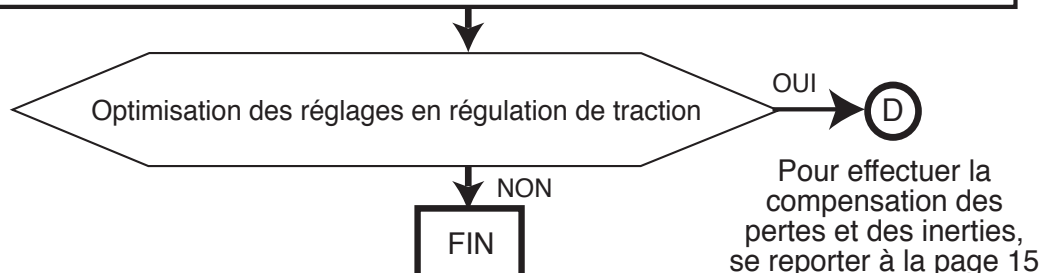 OUI
Optimisation des réglages en régulation de traction
D
Pour effectuer la
compensation des
pertes et des inerties,
se reporter à la page 15
NON
FIN